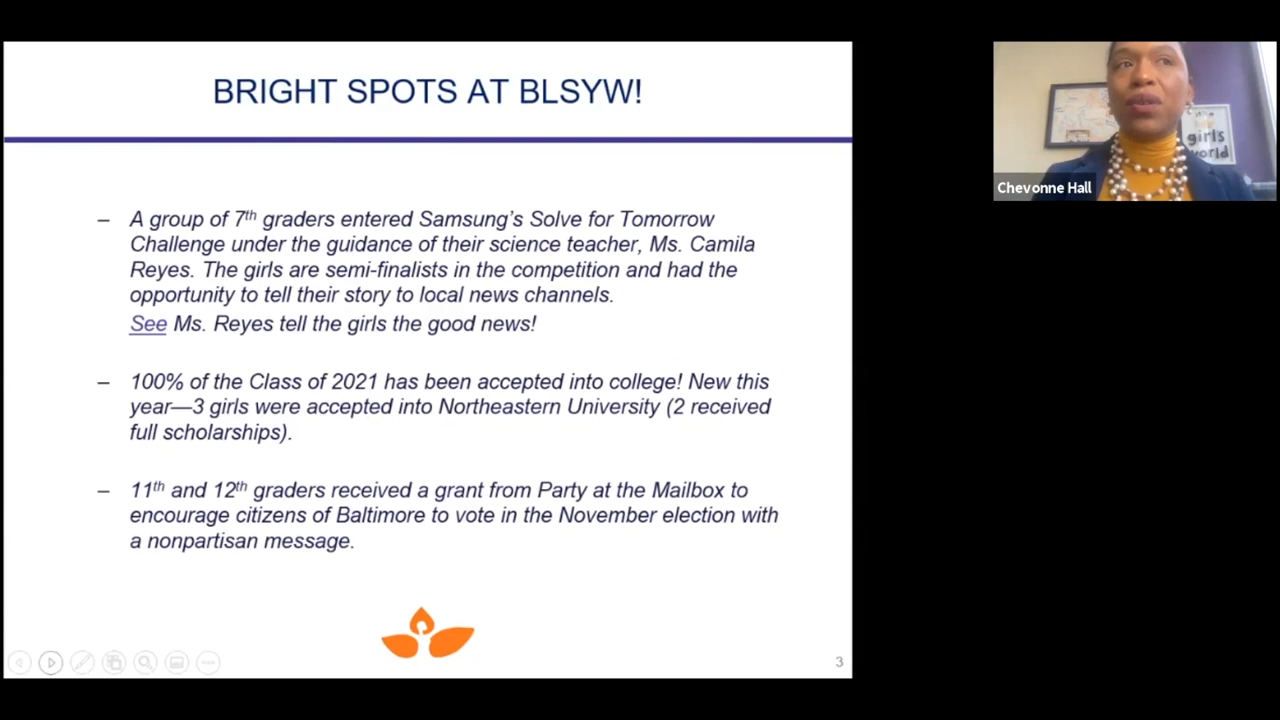 BRIGHT SPOTS AT BLSYW!
– A group of 7th graders entered Samsung's Solve for Tomorrow
Challenge under the guidance of their science teacher, Ms. Camila
Reyes. The girls are semi-finalists in the competition and had the
opportunity to tell their story to local news channels.
See Ms. Reyes tell the girls the good news!
– 100% of the Class of 2021 has been accepted into college! New this
year—3 girls were accepted into Northeastern University (2 received
full scholarships).
– 11th and 12th graders received a grant from Party at the Mailbox to
encourage citizens of Baltimore to vote in the November election with
a nonpartisan message.
3
girl's
world
Chevonne Hall